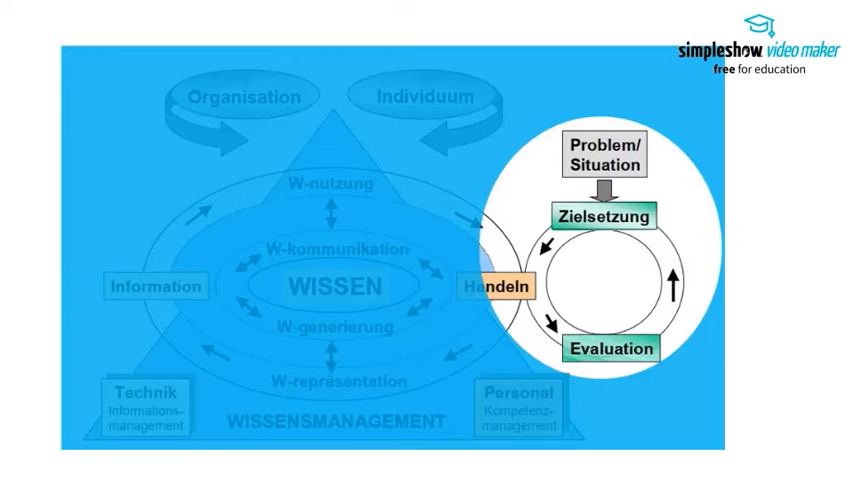 simpleshow video maker
free for education
Organisation
Individuum
Problem/
Situation
W-nutzung
Zielsetzung
W-kommunikation
Information
WISSEN
Handeln
W-generierung
Evaluation
W-repräsentation
Technik
Informations-
management
WISSENSMANAGEMENT
Personal
Kompetenz-
management